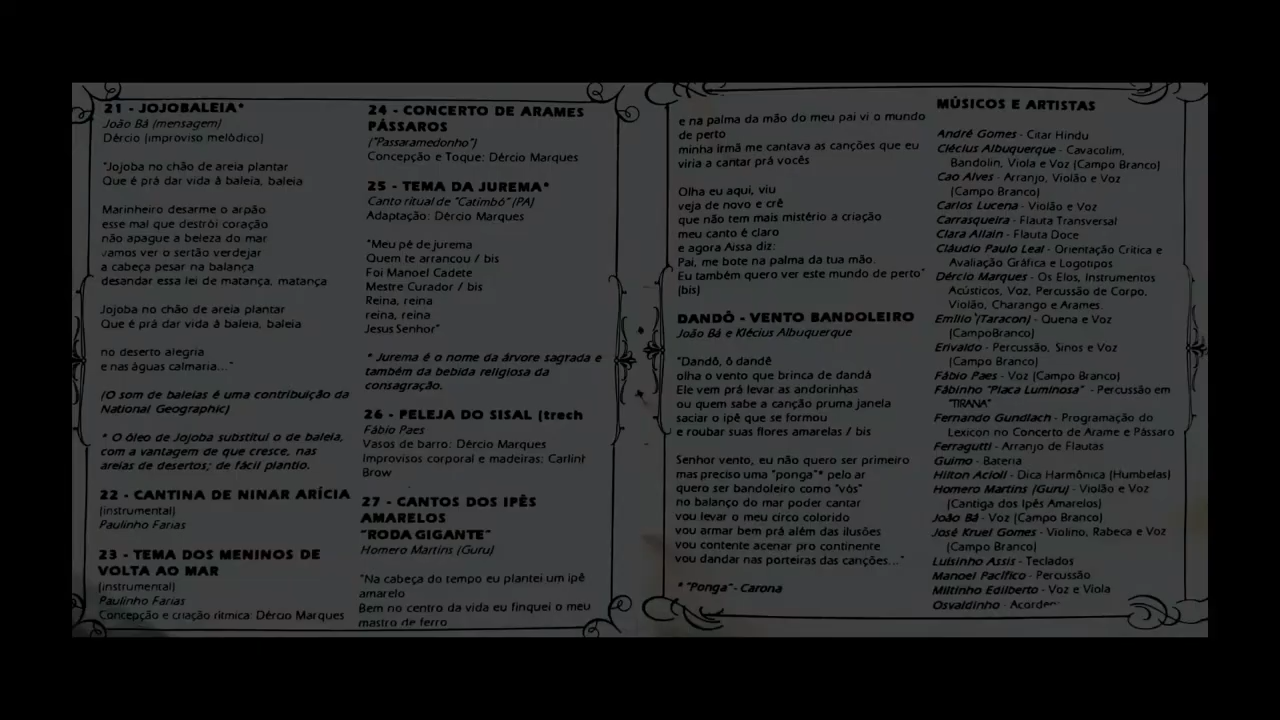 21 - JOJOBALEIA*
João Bá (mensagem)
Dércio (improviso melódico)
"Jojoba no chão de areia plantar
Que é prá dar vida à baleia, baleia
Marinheiro desarme o arpão
esse mal que destrói coração
não apague a beleza do mar
vamos ver o sertão verdejar
a cabeça pesar na balança
desandar essa lei de matança, matança
Jojoba no chão de areia plantar
Que é prá dar vida à baleia, baleia
no deserto alegria
e nas águas calmaria..."
(O som de baleias é uma contribuição da
National Geographic)
* O óleo de Jojoba substitui o de baleia,
com a vantagem de que cresce, nas
areias de desertos; de fácil plantio.
22 - CANTINA DE NINAR ARÍCIA
(instrumental)
Paulinho Farias
23 - TEMA DOS MENINOS DE
VOLTA AO MAR
(instrumental)
Paulinho Farias
Concepção e criação rítmica: Dércio Marques
24 - CONCERTO DE ARAMES
PÁSSAROS
("Passaramedonho")
Concepção e Toque: Dércio Marques
25 - TEMA DA JUREMA*
Canto ritual de "Catimbó" (PA)
Adaptação: Dércio Marques
"Meu pé de jurema
Quem te arrancou / bis
Foi Manoel Cadete
Mestre Curador / bis
Reina, reina
reina, reina
Jesus Senhor"
* Jurema é o nome da árvore sagrada e
também da bebida religiosa da
consagração.
26 - PELEJA DO SISAL (trech
Fábio Paes
Vasos de barro: Dércio Marques
Improvisos corporal e madeiras: Carlinh
Brow
27 - CANTOS DOS IPÊS
AMARELOS
"RODA GIGANTE"
Homero Martins (Guru)
"Na cabeça do tempo eu plantei um ipê
amarelo
Bem no centro da vida eu finquei o meu
mastro de ferro
e na palma da mão do meu pai vi o mundo
de perto
minha irmã me cantava as canções que eu
viria a cantar prá vocês
Olha eu aqui, viu
veja de novo e crê
que não tem mais mistério a criação
meu canto é claro
e agora Aissa diz:
Pai, me bote na palma da tua mão.
Eu também quero ver este mundo de perto"
(bis)
DANDÔ - VENTO BANDOLEIRO
João Bá e Klécius Albuquerque
"Dandô, ô dandê
olha o vento que brinca de dandá
Ele vem prá levar as andorinhas
ou quem sabe a canção pruma janela
saciar o ipê que se formou
e roubar suas flores amarelas / bis
Senhor vento, eu não quero ser primeiro
mas preciso uma "ponga"* pelo ar
quero ser bandoleiro como "vós"
no balanço do mar poder cantar
vou levar o meu circo colorido
vou armar bem prá além das ilusões
vou contente acenar pro continente
vou dandar nas porteiras das canções..."
* "Ponga" - Carona
MÚSICOS E ARTISTAS
André Gomes - Citar Hindu
Clécius Albuquerque - Cavacolim,
Bandolin, Viola e Voz (Campo Branco)
Cao Alves - Arranjo, Violão e Voz
(Campo Branco)
Carlos Lucena - Violão e Voz
Carrasqueira - Flauta Transversal
Clara Allain - Flauta Doce
Cláudio Paulo Leal - Orientação Crítica e
Avaliação Gráfica e Logotipos
Dércio Marques - Os Elos, Instrumentos
Acústicos, Voz, Percussão de Corpo,
Violão, Charango e Arames
Emílio (Taracon) - Quena e Voz
(CampoBranco)
Erivaldo - Percussão, Sinos e Voz
(Campo Branco)
Fábio Paes - Voz (Campo Branco)
Fábinho "Placa Luminosa" - Percussão em
"TIRANA"
Fernando Gundlach - Programação do
Lexicon no Concerto de Arame e Pássaro
Ferragutti - Arranjo de Flautas
Guimo - Bateria
Hilton Acioli - Dica Harmônica (Humbelas)
Homero Martins (Guru) - Violão e Voz
(Cantiga dos Ipês Amarelos)
João Bá - Voz (Campo Branco)
José Kruel Gomes - Violino, Rabeca e Voz
(Campo Branco)
Luisinho Assis - Teclados
Manoel Pacífico - Percussão
Miltinho Edilberto - Voz e Viola
Osvaldinho - Acordeo